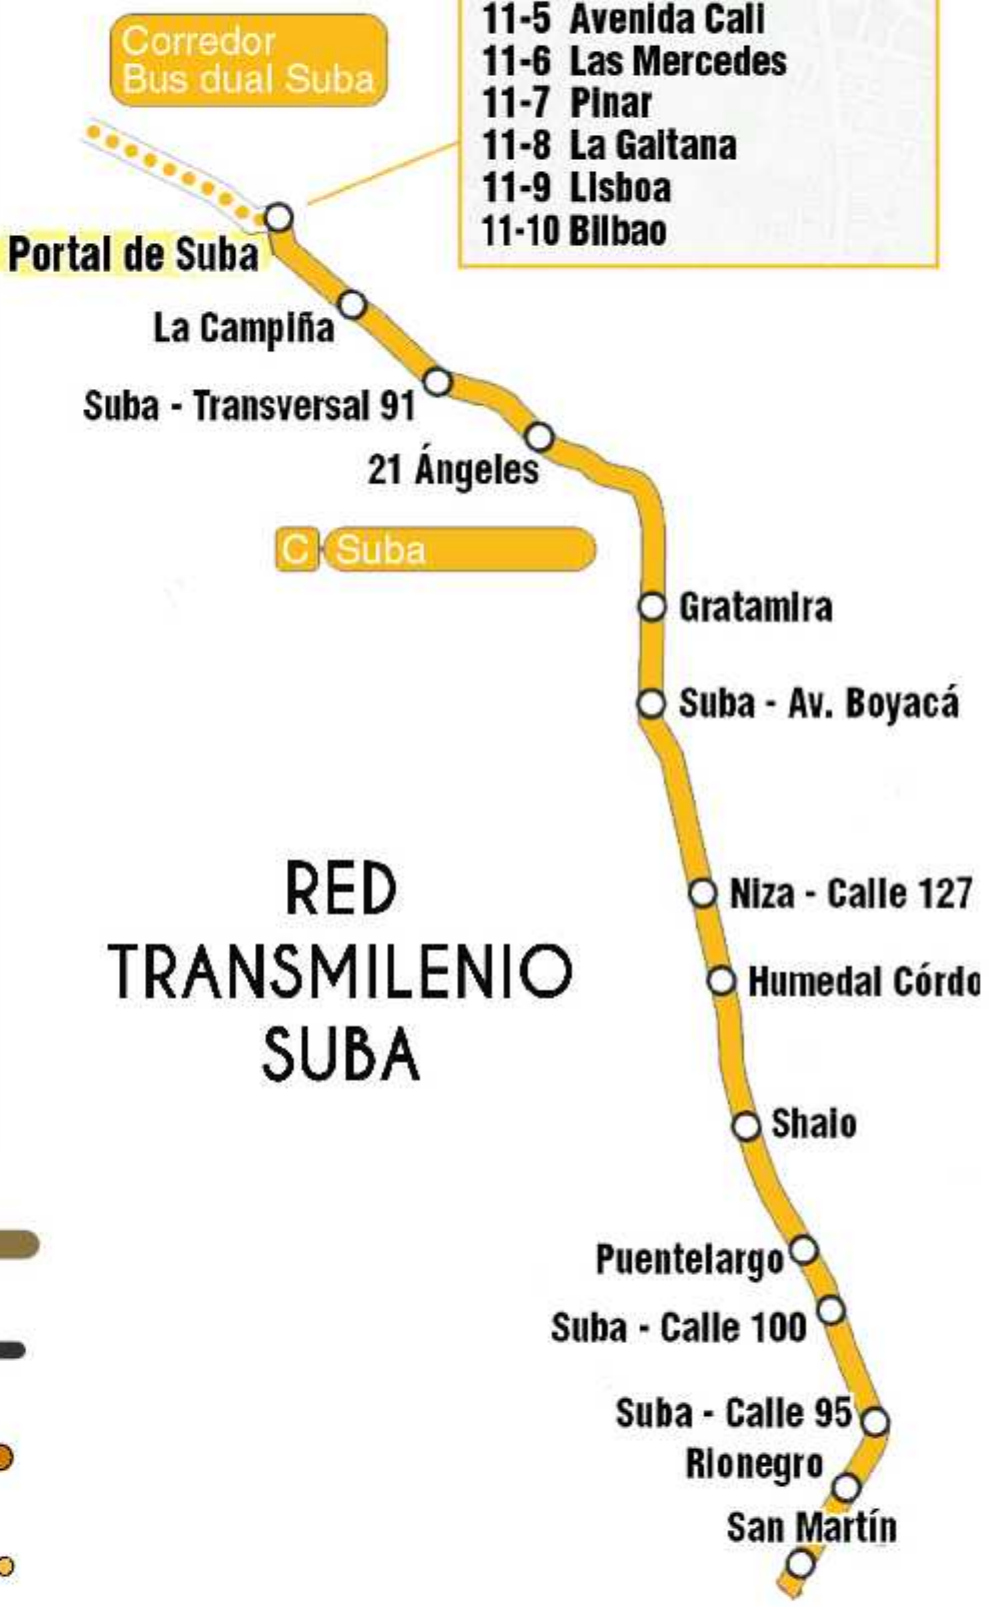 Corredor
Bus dual Suba
11-5 Avenida Cali
11-6 Las Mercedes
11-7 Pinar
11-8 La Gaitana
11-9 Lisboa
11-10 Bilbao
Portal de Suba
La Campiña
Suba - Transversal 91
21 Ángeles
C Suba
Gratamira
Suba - Av. Boyacá
Niza - Calle 127
Humedal Córdo
Shaio
Puentelargo
Suba - Calle 100
Suba - Calle 95
Rionegro
San Martín
RED
TRANSMILENIO
SUBA